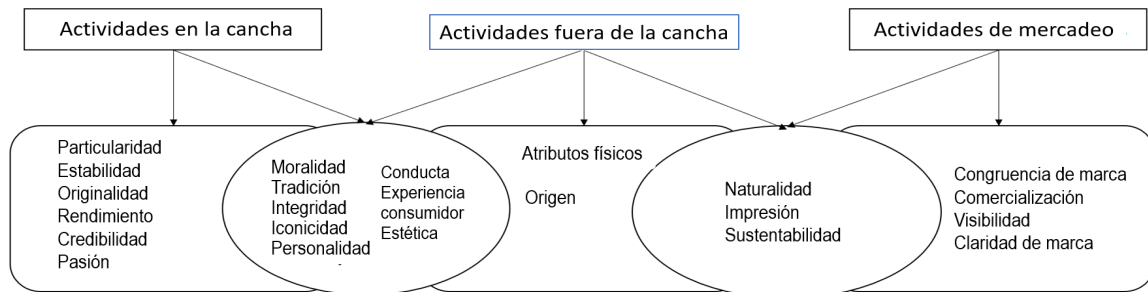 Actividades en la cancha
Actividades fuera de la cancha
Actividades de mercadeo
Particularidad
Estabilidad
Originalidad
Rendimiento
Credibilidad
Pasión
Moralidad
Tradición
Integridad
Iconicidad
Personalidad
Conducta
Experiencia
consumidor
Estética
Atributos físicos
Origen
Naturalidad
Impresión
Sustentabilidad
Congruencia de marca
Comercialización
Visibilidad
Claridad de marca